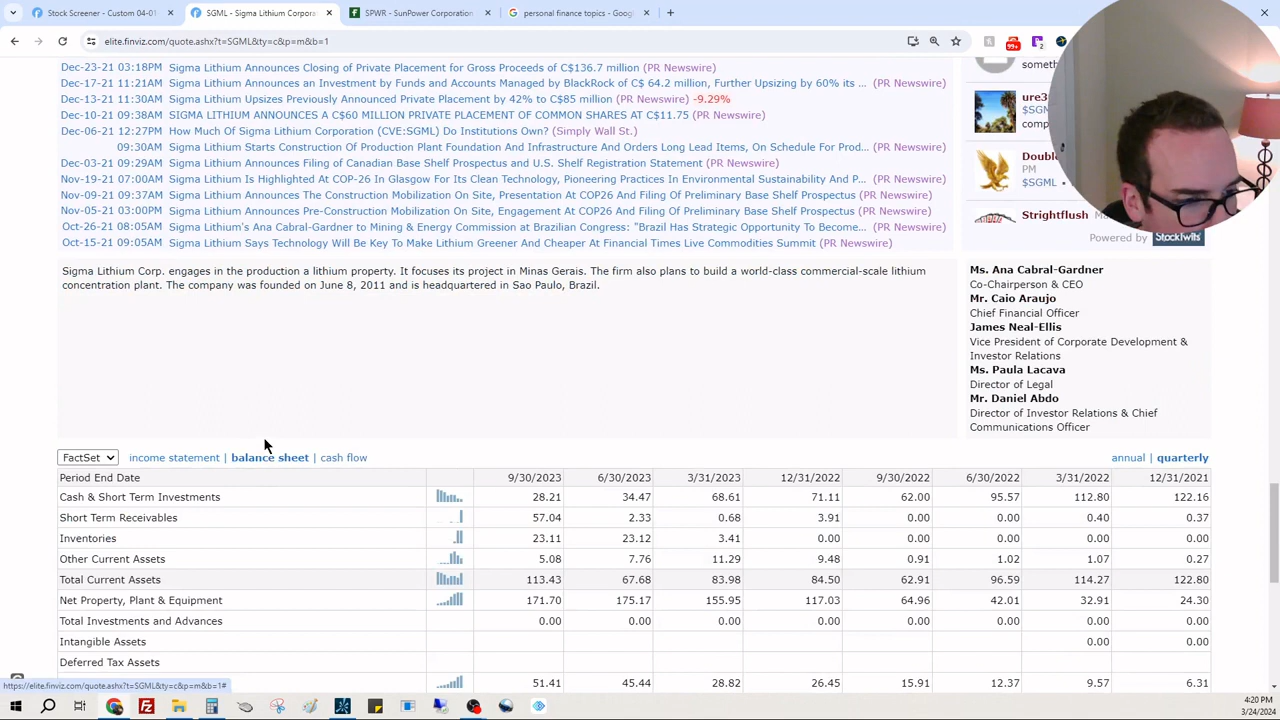 Stock Screener - Custom 04-01
SGML - Sigma Lithium Corpora
SPWR - SunPower Corporation
personal finance topics - Goog
elite.finviz.com/quote.ashx?t=SGML&ty=c&p=m&b=1
99+
2
Dec-23-21 03:18PM Sigma Lithium Announces Closing of Private Placement for Gross Proceeds of C$136.7 million (PR Newswire)
Dec-17-21 11:21AM Sigma Lithium Announces an Investment by Funds and Accounts Managed by BlackRock of C$ 64.2 million, Further Upsizing by 60% its ... (PR Newswire)
Dec-13-21 11:30AM Sigma Lithium Upsizes Previously Announced Private Placement by 42% to C$85 million (PR Newswire) -9.29%
Dec-10-21 09:38AM SIGMA LITHIUM ANNOUNCES C$60 MILLION PRIVATE PLACEMENT OF COMMON SHARES AT C$11.75 (PR Newswire)
Dec-06-21 12:27PM How Much Of Sigma Lithium Corporation (CVE:SGML) Do Institutions Own? (Simply Wall St.)
09:30AM Sigma Lithium Starts Construction Of Production Plant Foundation And Infrastructure And Orders Long Lead Items, On Schedule For Prod... (PR Newswire)
Dec-03-21 09:29AM Sigma Lithium Announces Filing of Canadian Base Shelf Prospectus and U.S. Shelf Registration Statement (PR Newswire)
Nov-19-21 07:00AM Sigma Lithium Is Highlighted At COP-26 In Glasgow For Its Clean Technology, Pioneering Practices In Environmental Sustainability And P... (PR Newswire)
Nov-09-21 09:37AM Sigma Lithium Announces The Construction Mobilization On Site, Presentation At COP26 And Filing Of Preliminary Base Shelf Prospectus (PR Newswire)
Nov-05-21 03:00PM Sigma Lithium Announces Pre-Construction Mobilization On Site, Engagement At COP26 And Filing Of Preliminary Base Shelf Prospectus (PR Newswire)
Oct-26-21 08:05AM Sigma Lithium's Ana Cabral-Gardner to Mining & Energy Commission at Brazilian Congress: "Brazil Has Strategic Opportunity To Become... (PR Newswire)
Oct-15-21 09:05AM Sigma Lithium Says Technology Will Be Key To Make Lithium Greener And Cheaper At Financial Times Live Commodities Summit (PR Newswire)
ure3
$SG
comp
Double
PM
$SGML •
Strightflush
Powered by Stocktwits
Sigma Lithium Corp. engages in the production a lithium property. It focuses its project in Minas Gerais. The firm also plans to build a world-class commercial-scale lithium
concentration plant. The company was founded on June 8, 2011 and is headquartered in Sao Paulo, Brazil.
Ms. Ana Cabral-Gardner
Co-Chairperson & CEO
Mr. Caio Araujo
Chief Financial Officer
James Neal-Ellis
Vice President of Corporate Development &
Investor Relations
Ms. Paula Lacava
Director of Legal
Mr. Daniel Abdo
Director of Investor Relations & Chief
Communications Officer
FactSet income statement | balance sheet | cash flow annual | quarterly
Period End Date 9/30/2023 6/30/2023 3/31/2023 12/31/2022 9/30/2022 6/30/2022 3/31/2022 12/31/2021
Cash & Short Term Investments 28.21 34.47 68.61 71.11 62.00 95.57 112.80 122.16
Short Term Receivables 57.04 2.33 0.68 3.91 0.00 0.00 0.40 0.37
Inventories 23.11 23.12 3.41 0.00 0.00 0.00 0.00 0.00
Other Current Assets 5.08 7.76 11.29 9.48 0.91 1.02 1.07 0.27
Total Current Assets 113.43 67.68 83.98 84.50 62.91 96.59 114.27 122.80
Net Property, Plant & Equipment 171.70 175.17 155.95 117.03 64.96 42.01 32.91 24.30
Total Investments and Advances 0.00 0.00 0.00 0.00 0.00 0.00 0.00 0.00
Intangible Assets 0.00 0.00
Deferred Tax Assets
51.41 45.44 28.82 26.45 15.91 12.37 9.57 6.31
https://elite.finviz.com/quote.ashx?t=SGML&ty=c&p=m&b=1#
4:20 PM
3/24/2024